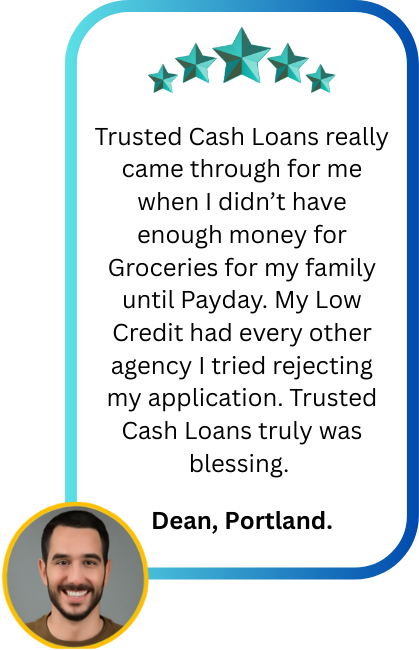 Trusted Cash Loans really
came through for me
when I didn’t have
enough money for
Groceries for my family
until Payday. My Low
Credit had every other
agency I tried rejecting
my application. Trusted
Cash Loans truly was
blessing.
Dean, Portland.